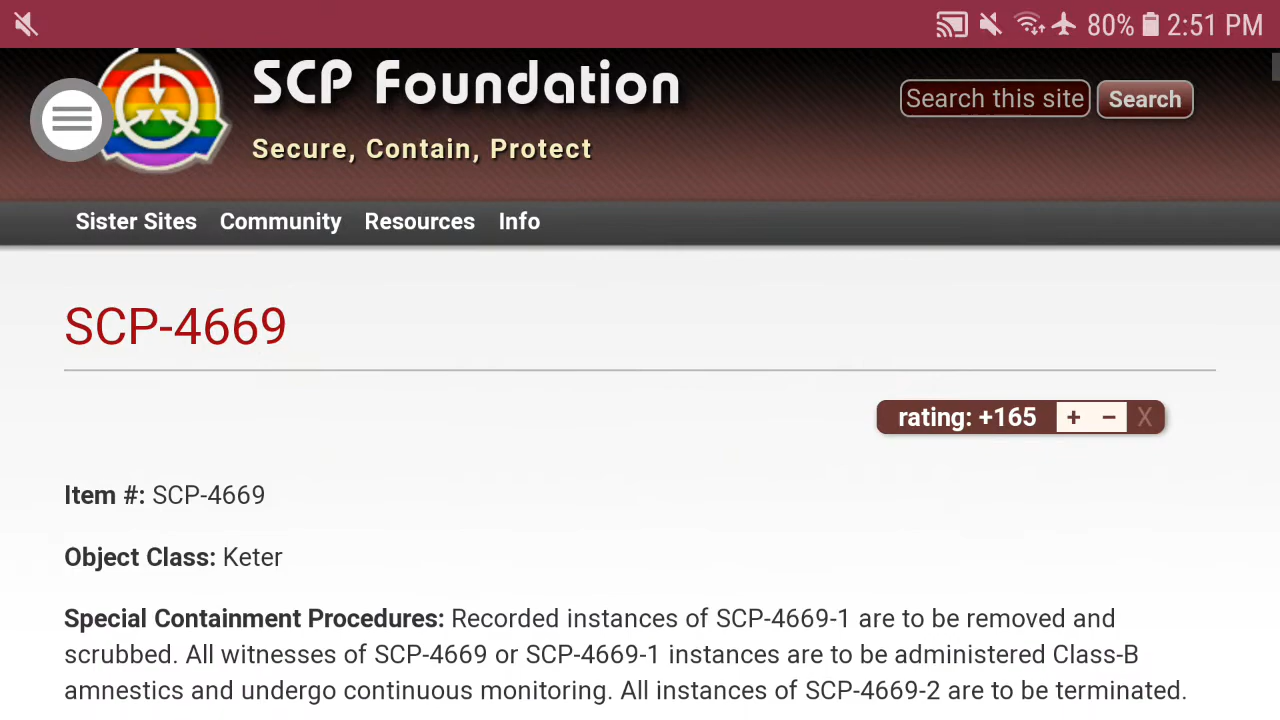 80% 2:51 PM
SCP Foundation
Secure, Contain, Protect
Search this site Search
Sister Sites Community Resources Info
SCP-4669
rating: +165 + − X
Item #: SCP-4669
Object Class: Keter
Special Containment Procedures: Recorded instances of SCP-4669-1 are to be removed and
scrubbed. All witnesses of SCP-4669 or SCP-4669-1 instances are to be administered Class-B
amnestics and undergo continuous monitoring. All instances of SCP-4669-2 are to be terminated.